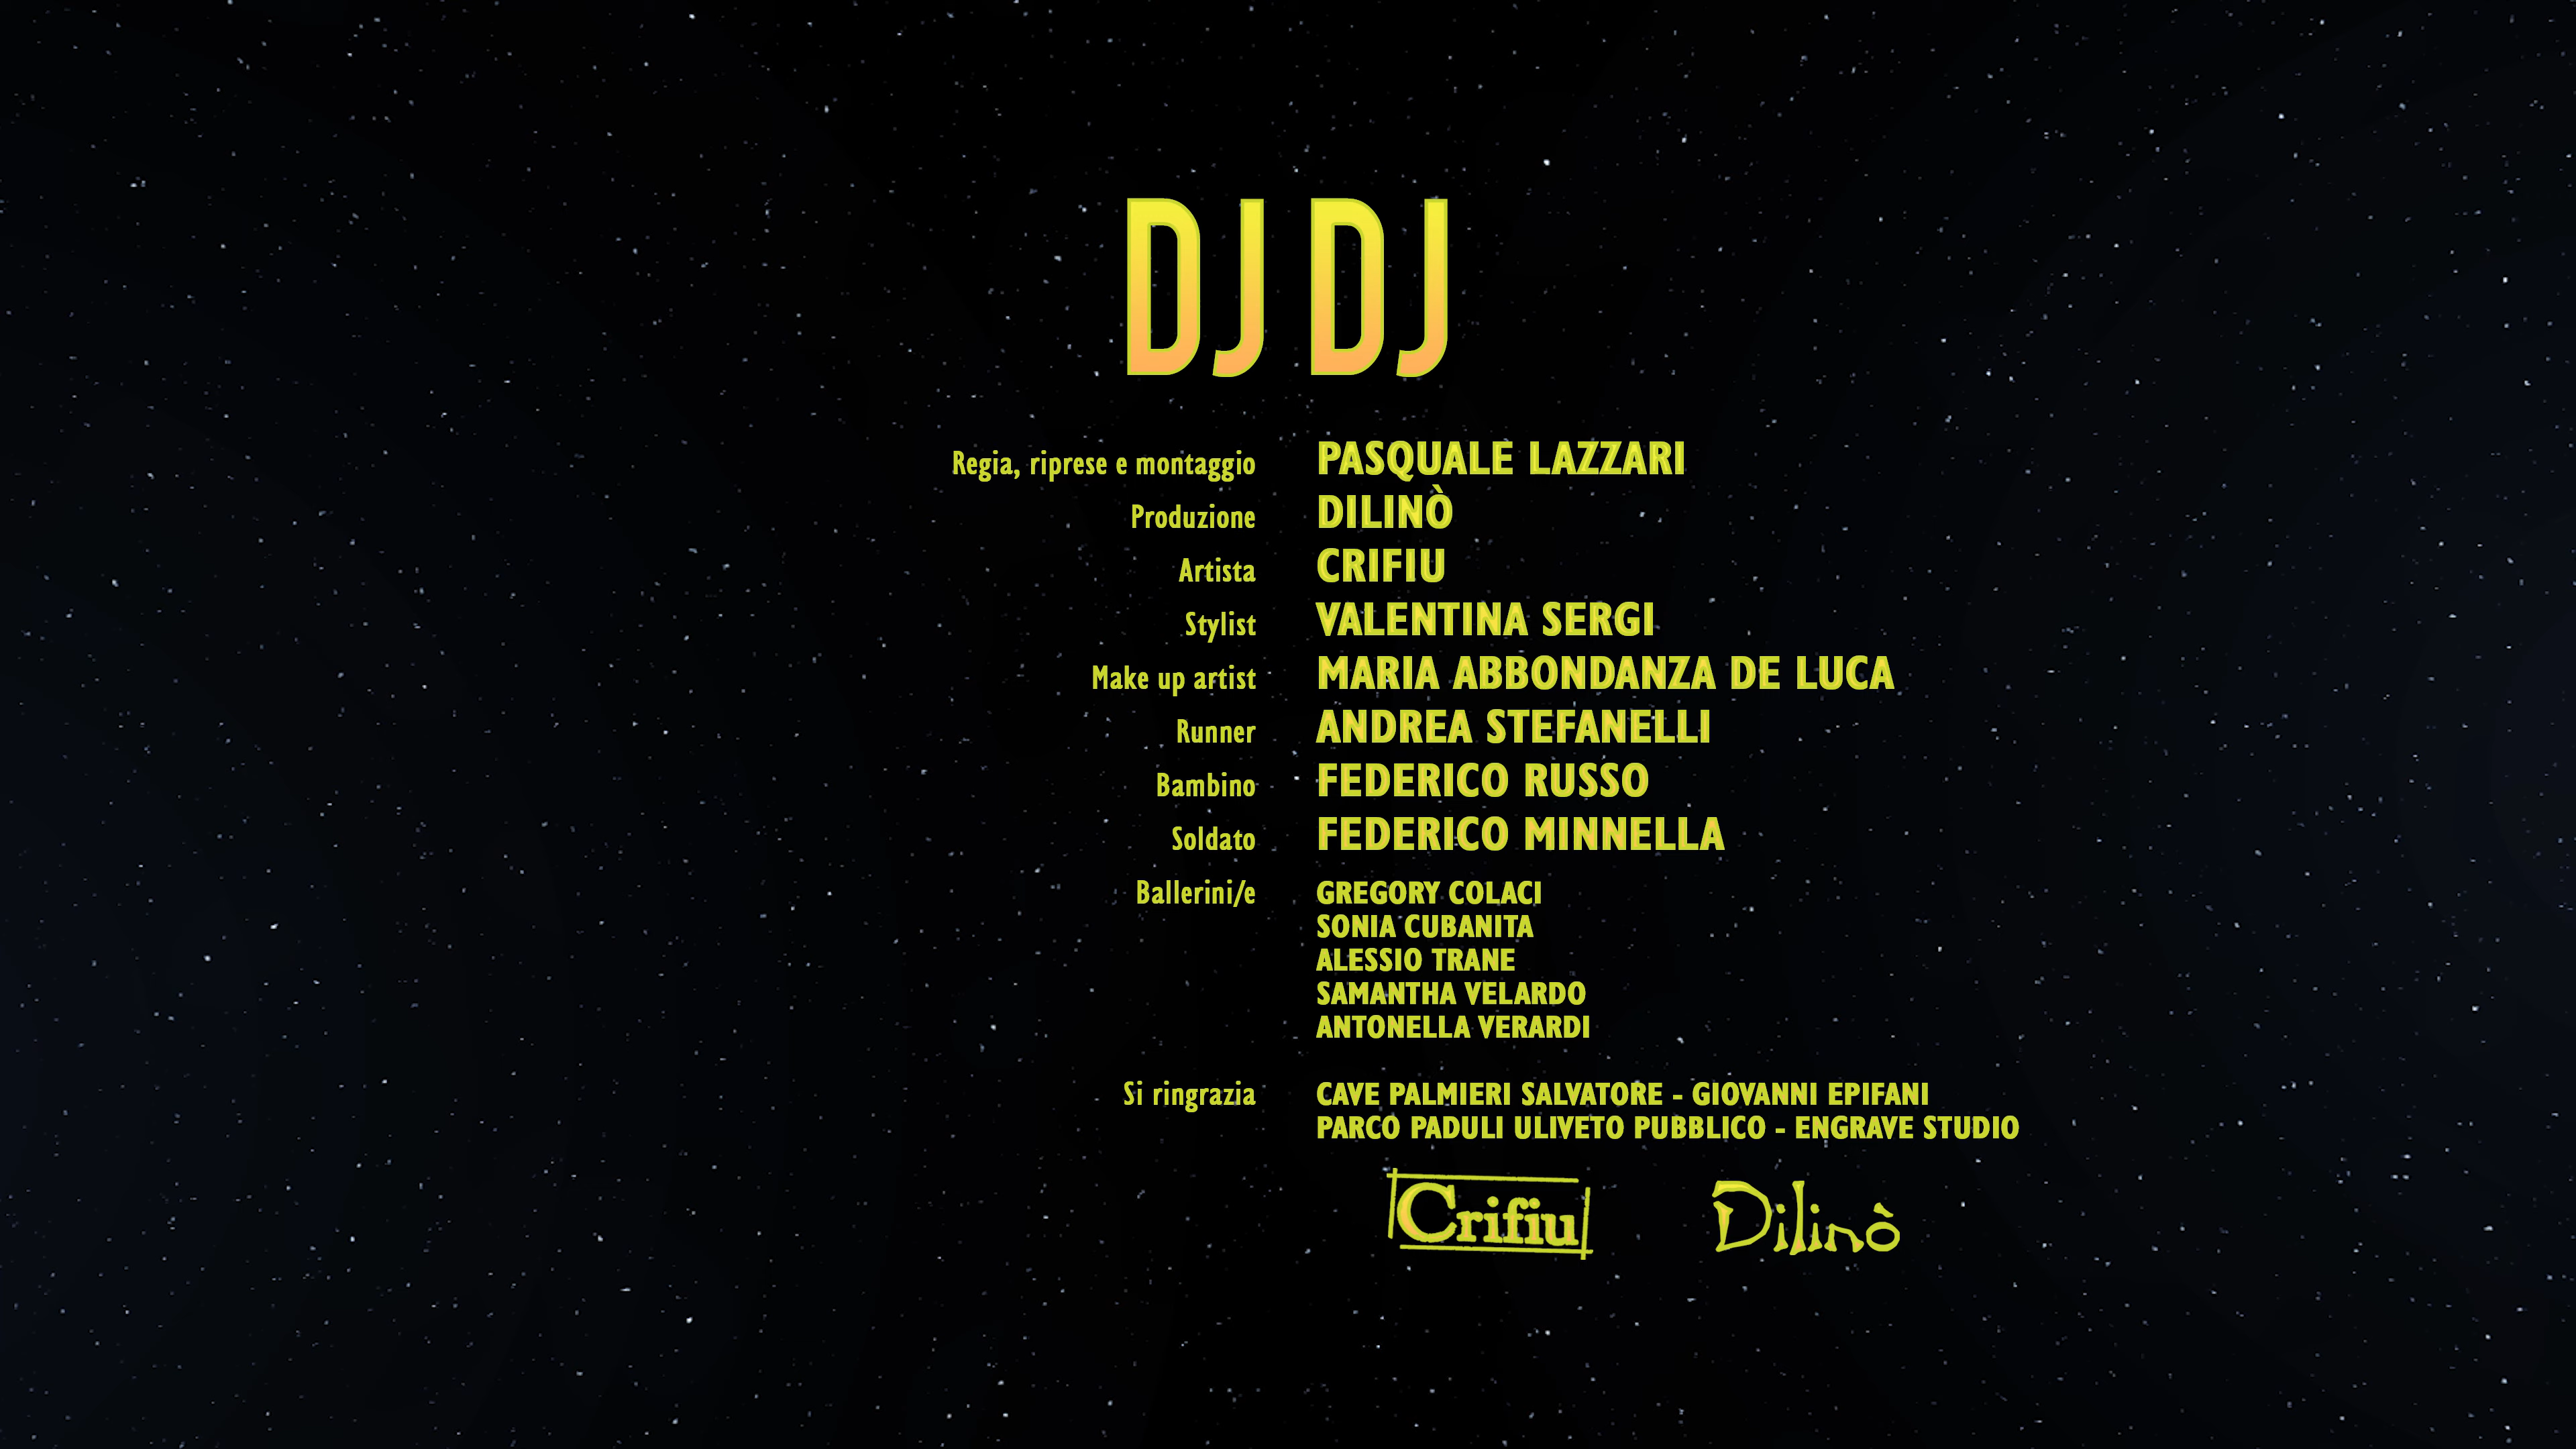 DJ DJ
Regia, riprese e montaggio PASQUALE LAZZARI
Produzione DILINÒ
Artista CRIFIU
Stylist VALENTINA SERGI
Make up artist MARIA ABBONDANZA DE LUCA
Runner ANDREA STEFANELLI
Bambino FEDERICO RUSSO
Soldato FEDERICO MINNELLA
Ballerini/e GREGORY COLACI
SONIA CUBANITA
ALESSIO TRANE
SAMANTHA VELARDO
ANTONELLA VERARDI
Si ringrazia CAVE PALMIERI SALVATORE - GIOVANNI EPIFANI
PARCO PADULI ULIVETO PUBBLICO - ENGRAVE STUDIO
Crifiu Dilinò